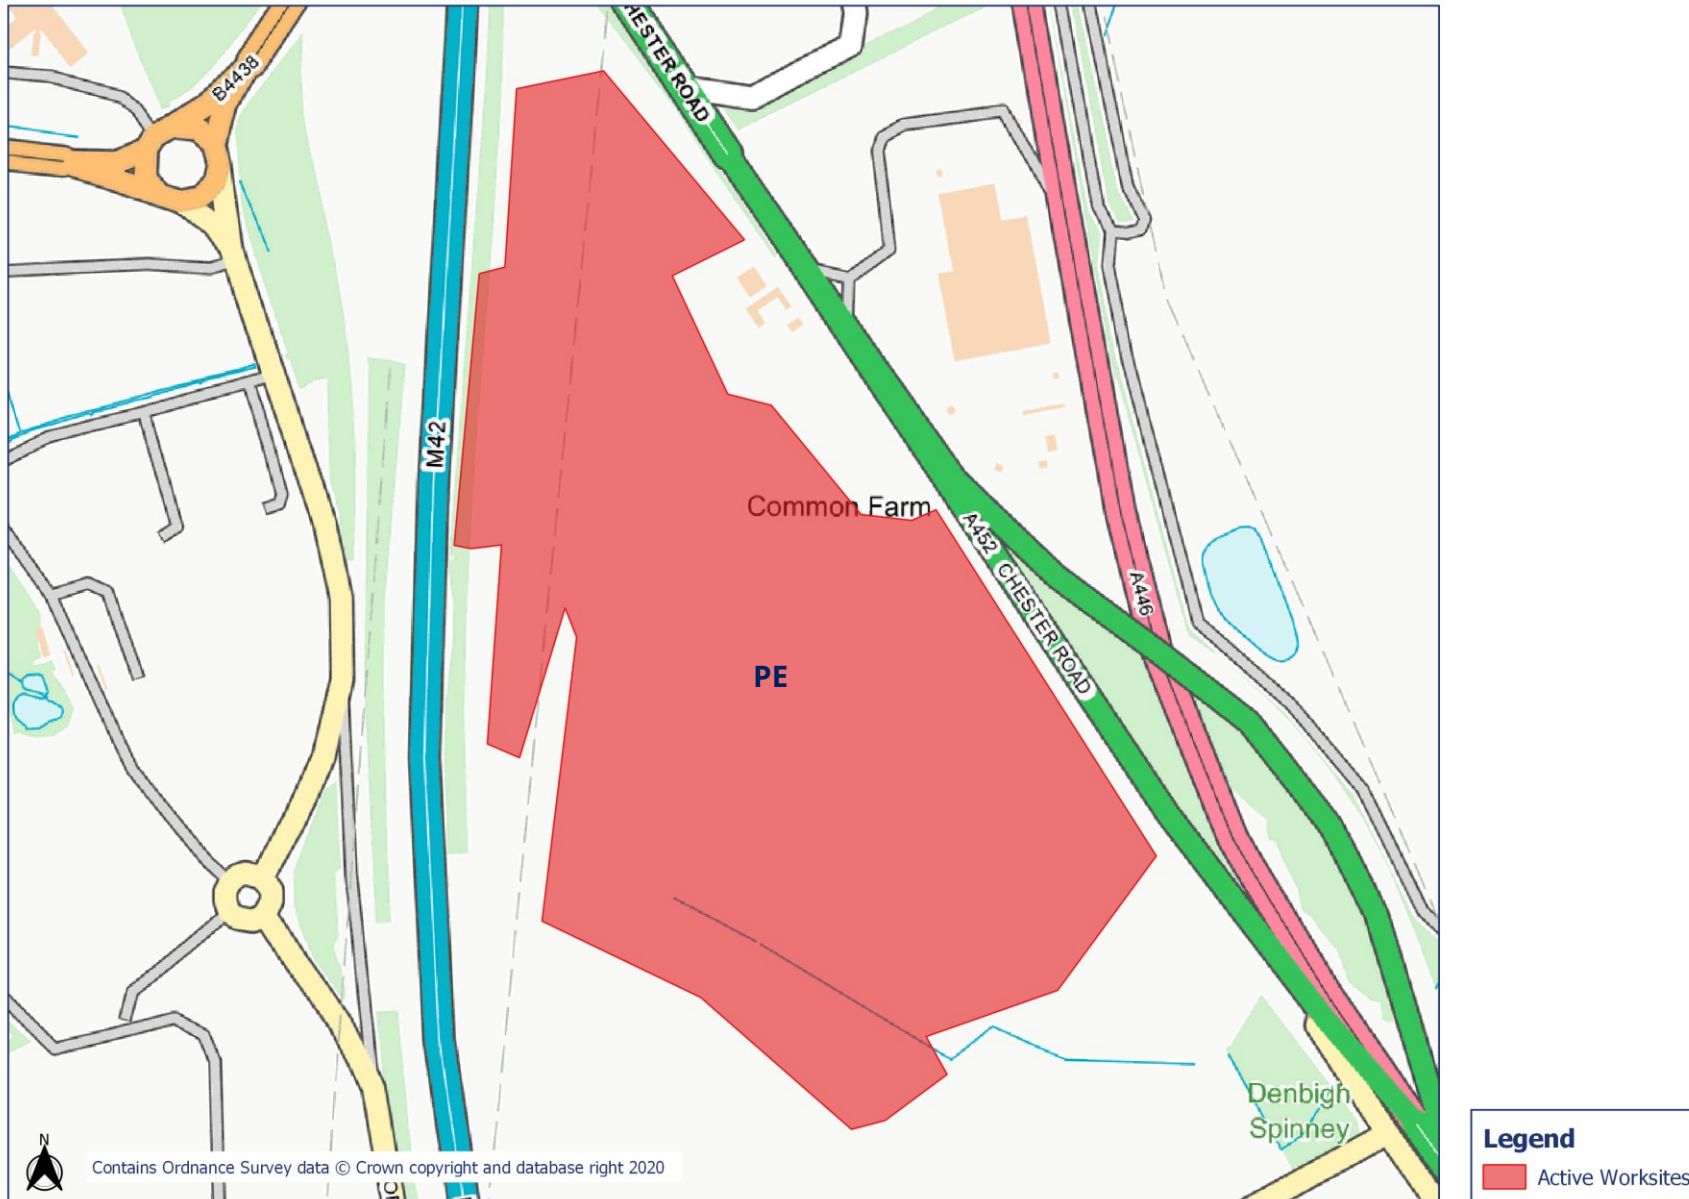 CHESTER ROAD
B4438
M42
Common Farm
A452 CHESTER ROAD
A446
PE
Denbigh
Spinney
N
Contains Ordnance Survey data © Crown copyright and database right 2020
Legend
Active Worksites